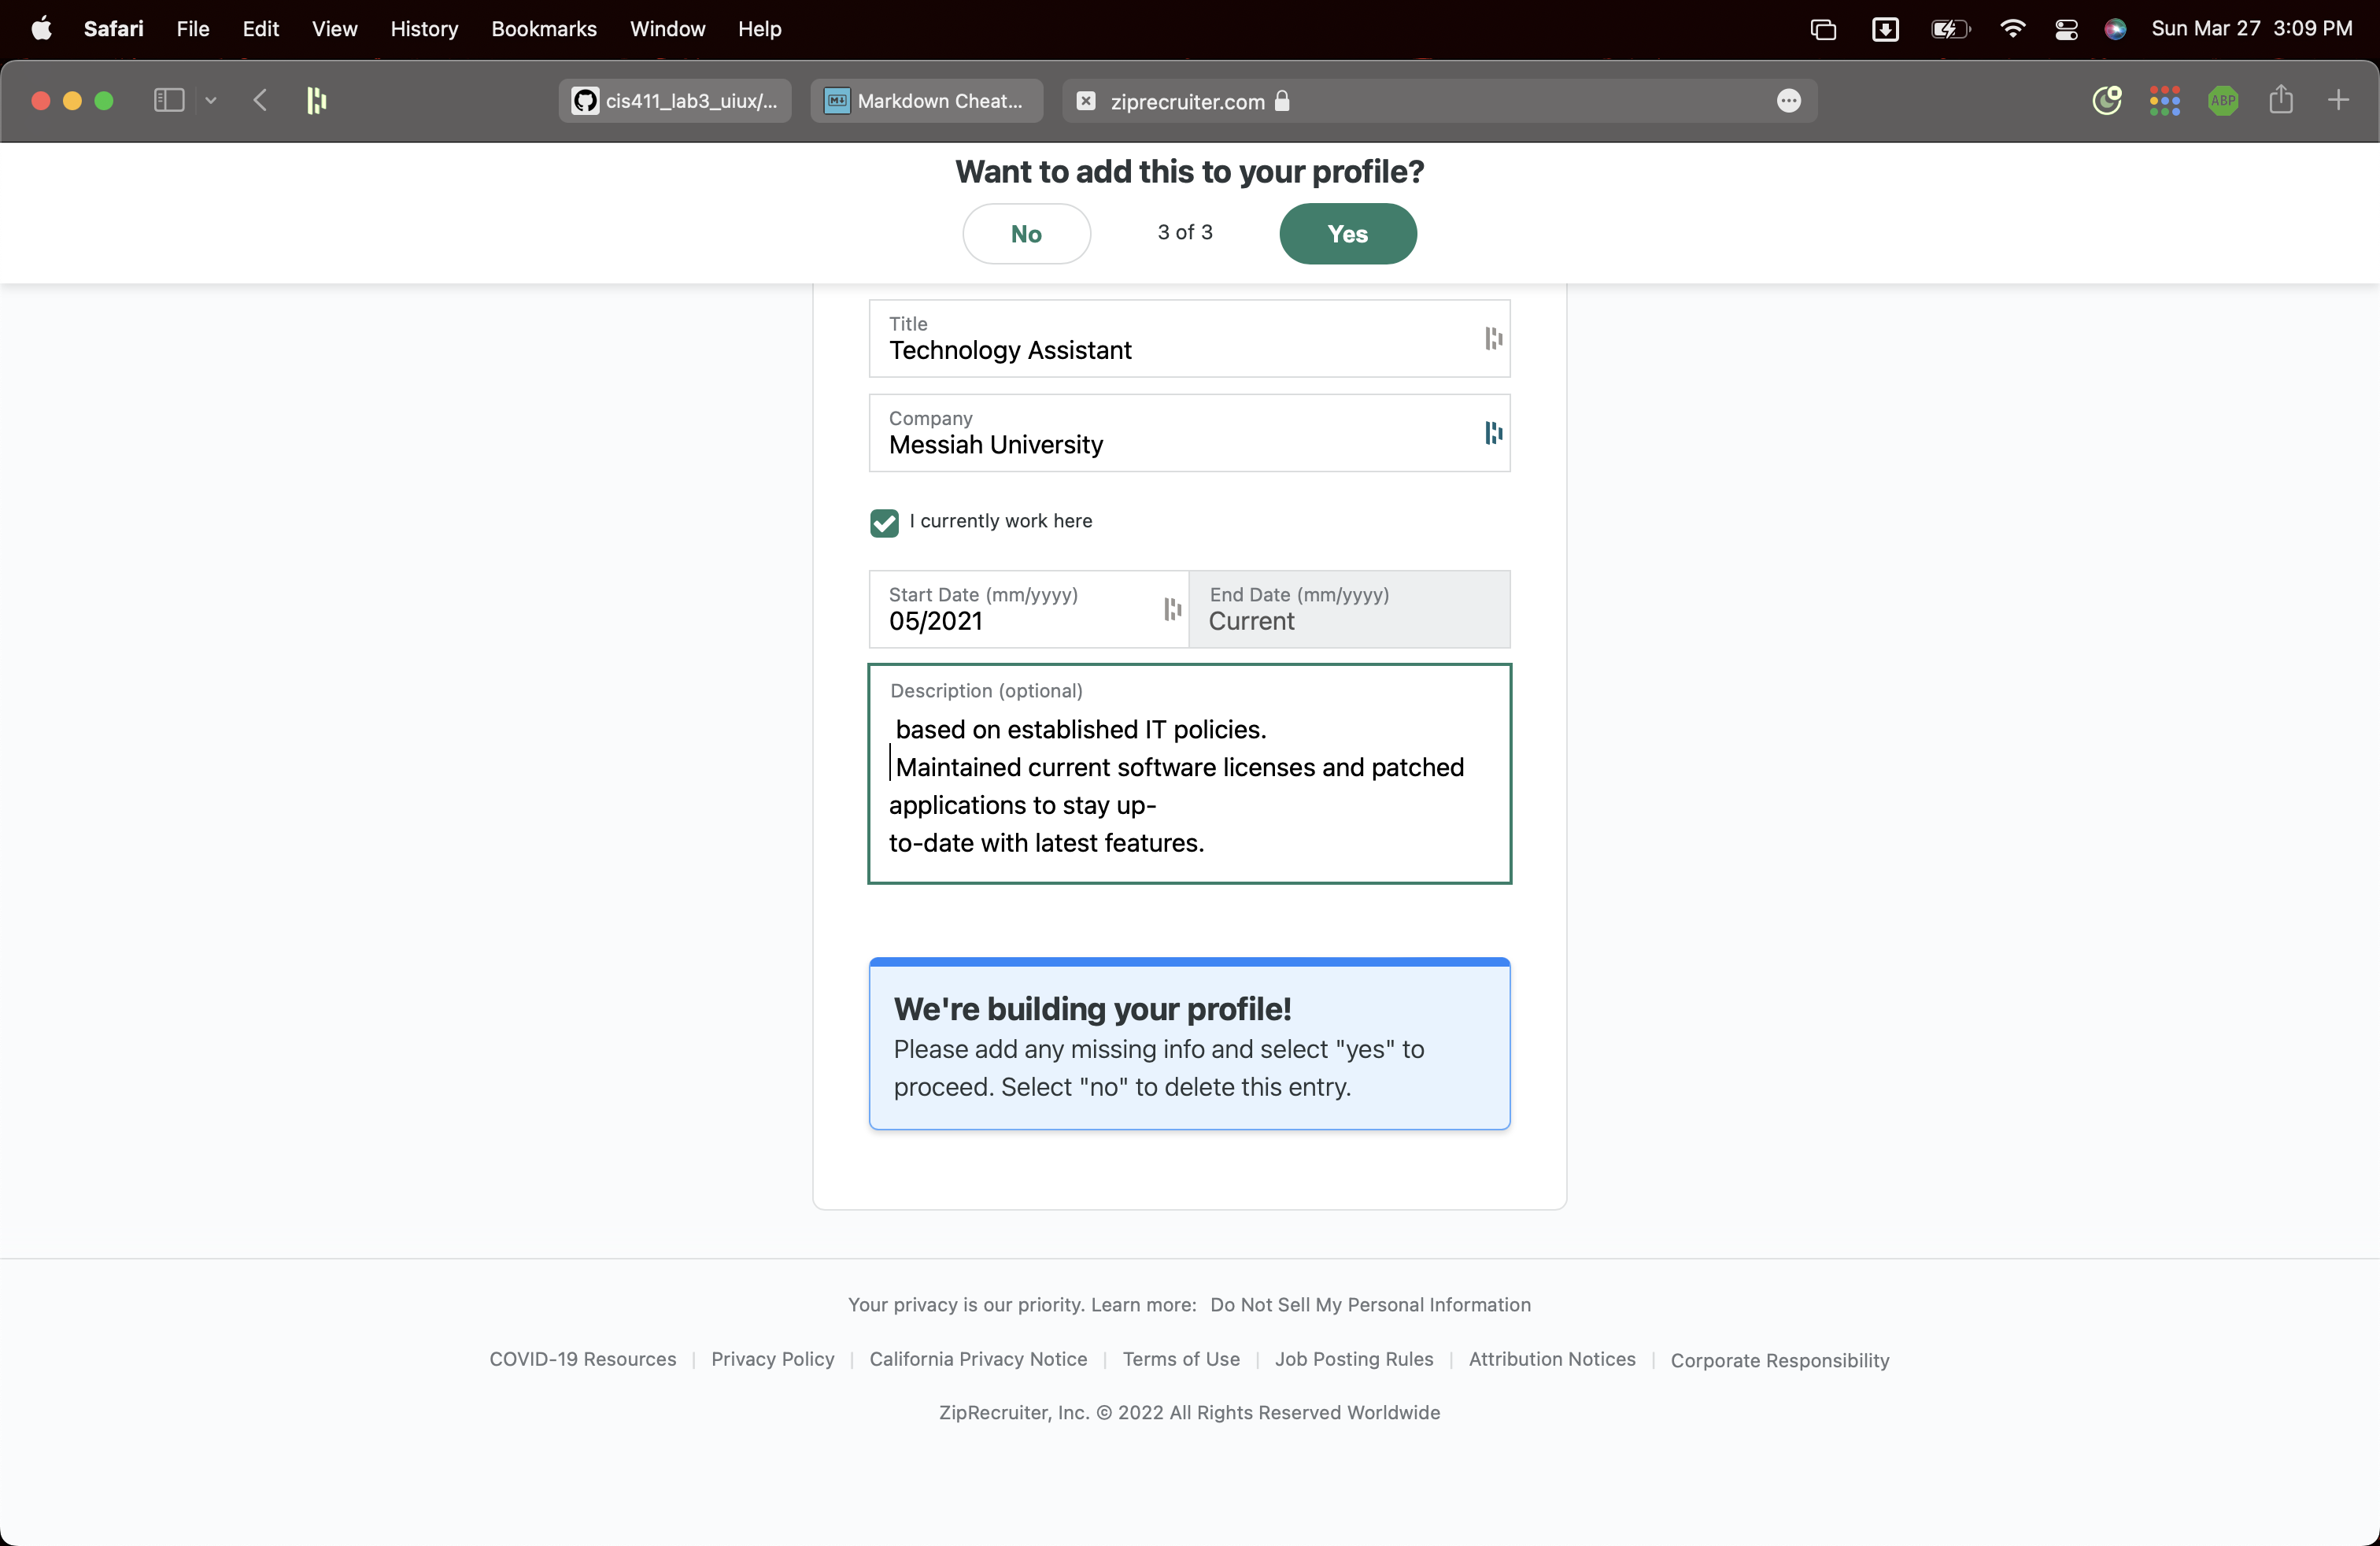 Safari File Edit View History Bookmarks Window Help Sun Mar 27 3:09 PM
cis411_lab3_uiux/... Markdown Cheat... ziprecruiter.com ABP
Want to add this to your profile?
No 3 of 3 Yes
Title
Technology Assistant
Company
Messiah University
I currently work here
Start Date (mm/yyyy) End Date (mm/yyyy)
05/2021 Current
Description (optional)
based on established IT policies.
Maintained current software licenses and patched
applications to stay up-
to-date with latest features.
We're building your profile!
Please add any missing info and select "yes" to
proceed. Select "no" to delete this entry.
Your privacy is our priority. Learn more: Do Not Sell My Personal Information
COVID-19 Resources | Privacy Policy | California Privacy Notice | Terms of Use | Job Posting Rules | Attribution Notices | Corporate Responsibility
ZipRecruiter, Inc. © 2022 All Rights Reserved Worldwide